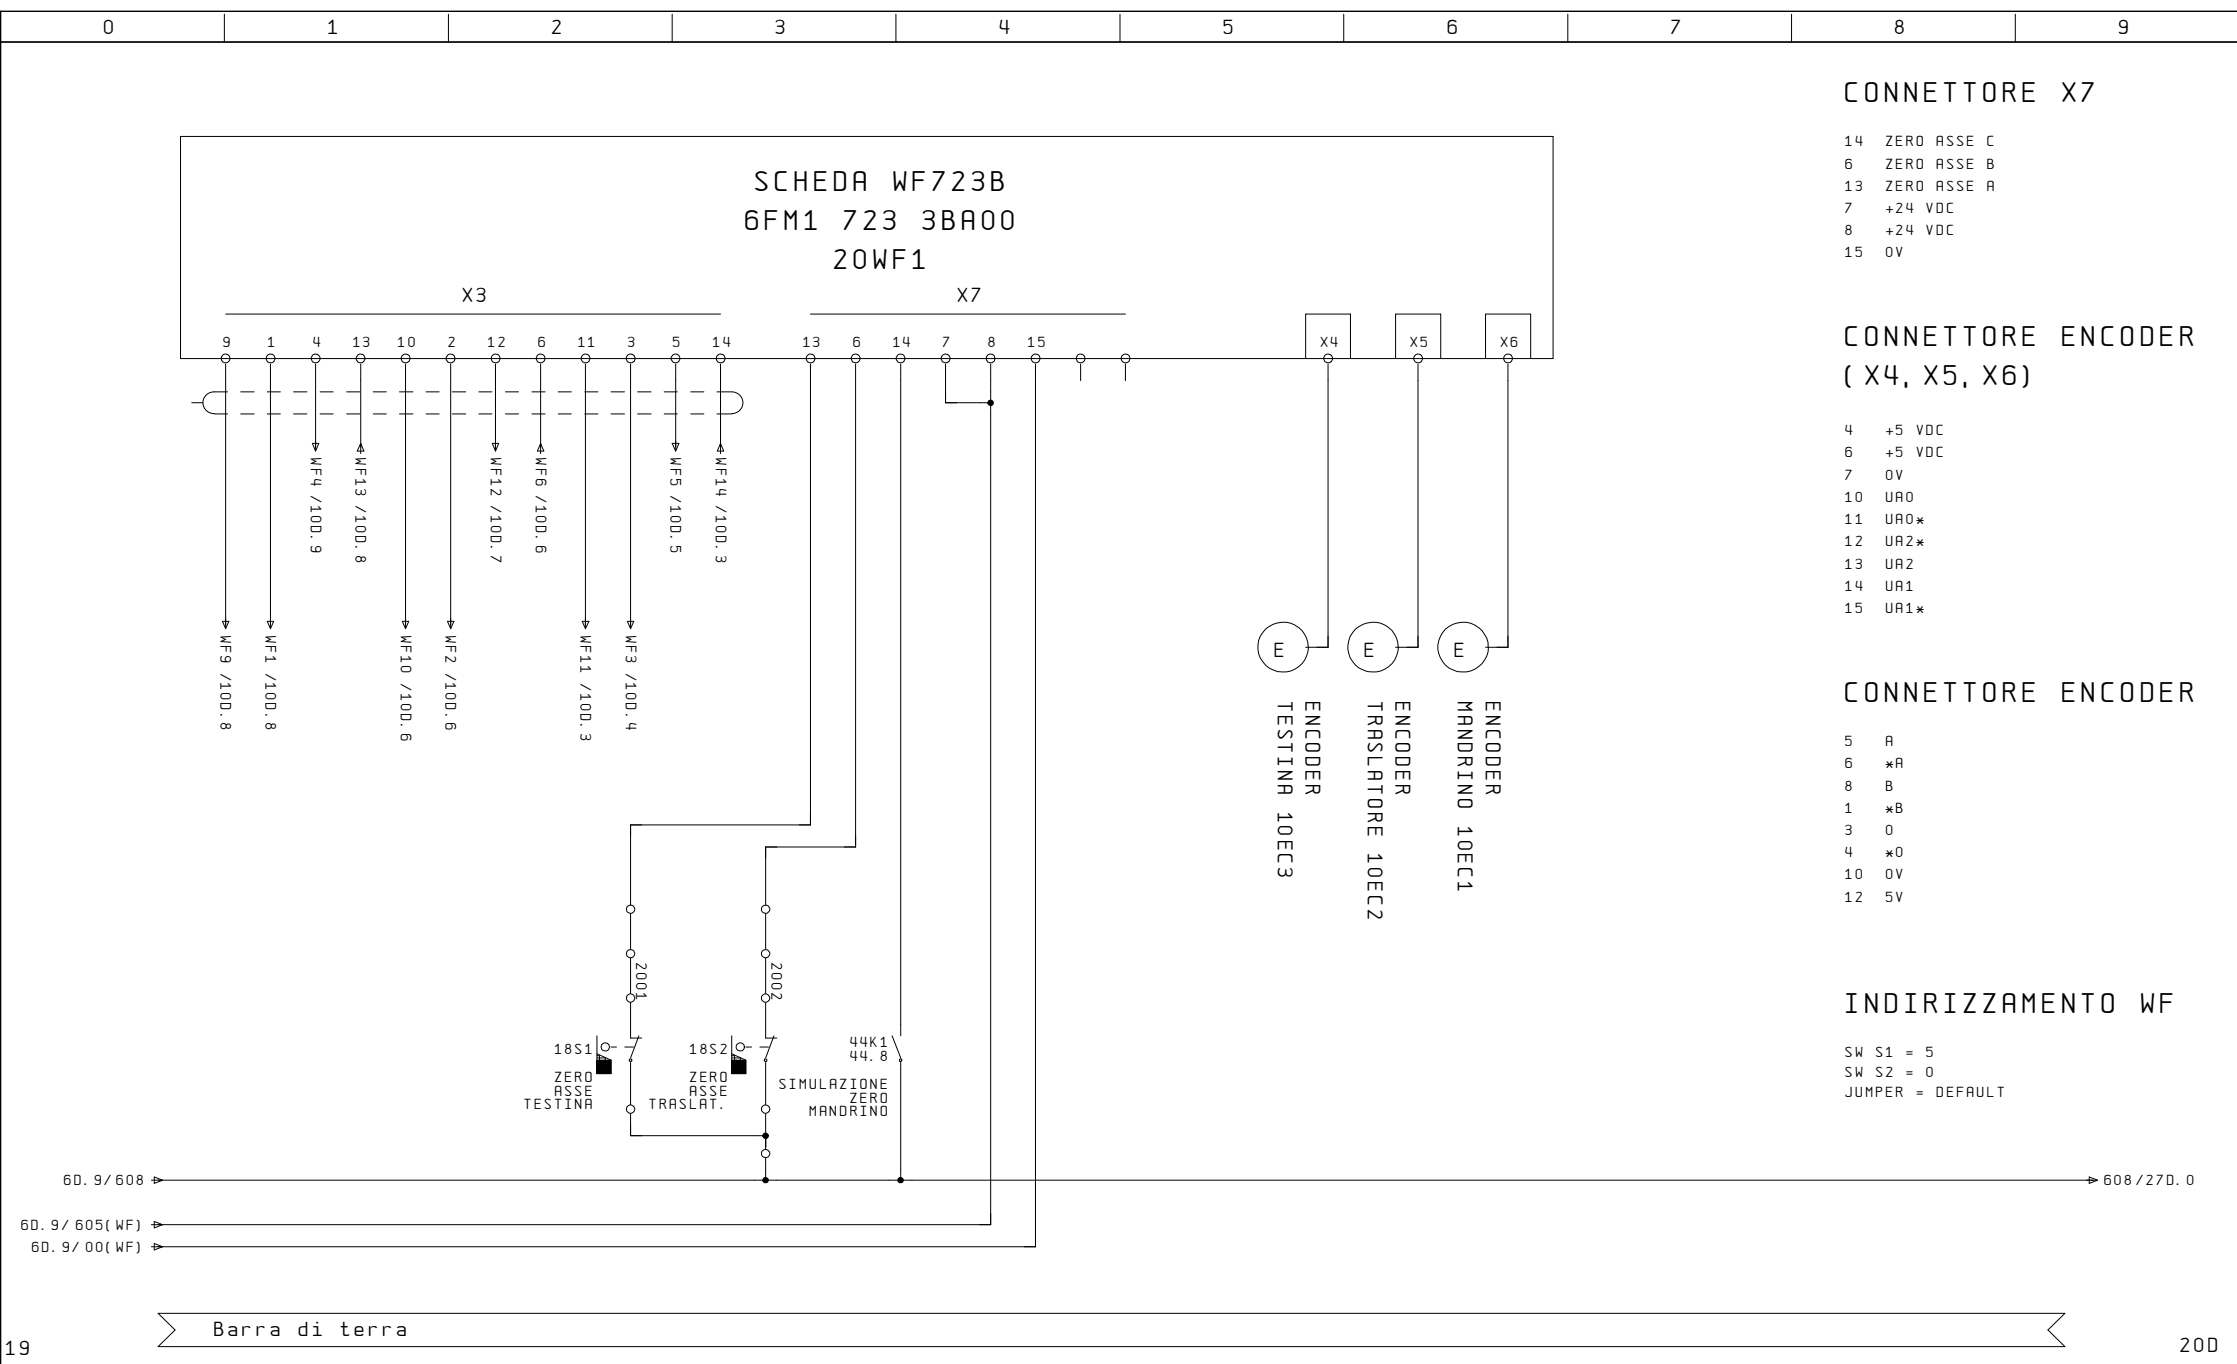 0 1 2 3 4 5 6 7 8 9
SCHEDA WF723B
6FM1 723 3BA00
20WF1
X3
X7
9 1 4 13 10 2 12 6 11 3 5 14
13 6 14 7 8 15
X4 X5 X6
WF9 /10D.8
WF1 /10D.8
WF4 /10D.9
WF13 /10D.8
WF10 /10D.6
WF2 /10D.6
WF12 /10D.7
WF6 /10D.6
WF11 /10D.3
WF3 /10D.4
WF5 /10D.5
WF14 /10D.3
E
ENCODER
TESTINA 10EC3
E
ENCODER
TRASLATORE 10EC2
E
ENCODER
MANDRINO 10EC1
2001
2002
18S1
ZERO
ASSE
TESTINA
18S2
ZERO
ASSE
TRASLAT.
44K1
44.8
SIMULAZIONE
ZERO
MANDRINO
6D.9/608
608/27D.0
6D.9/605(WF)
6D.9/00(WF)
CONNETTORE X7
14 ZERO ASSE C
6 ZERO ASSE B
13 ZERO ASSE A
7 +24 VDC
8 +24 VDC
15 0V
CONNETTORE ENCODER
(X4,X5,X6)
4 +5 VDC
6 +5 VDC
7 0V
10 UA0
11 UA0*
12 UA2*
13 UA2
14 UA1
15 UA1*
CONNETTORE ENCODER
5 A
6 *A
8 B
1 *B
3 0
4 *0
10 0V
12 5V
INDIRIZZAMENTO WF
SW S1 = 5
SW S2 = 0
JUMPER = DEFAULT
Barra di terra
19
20D